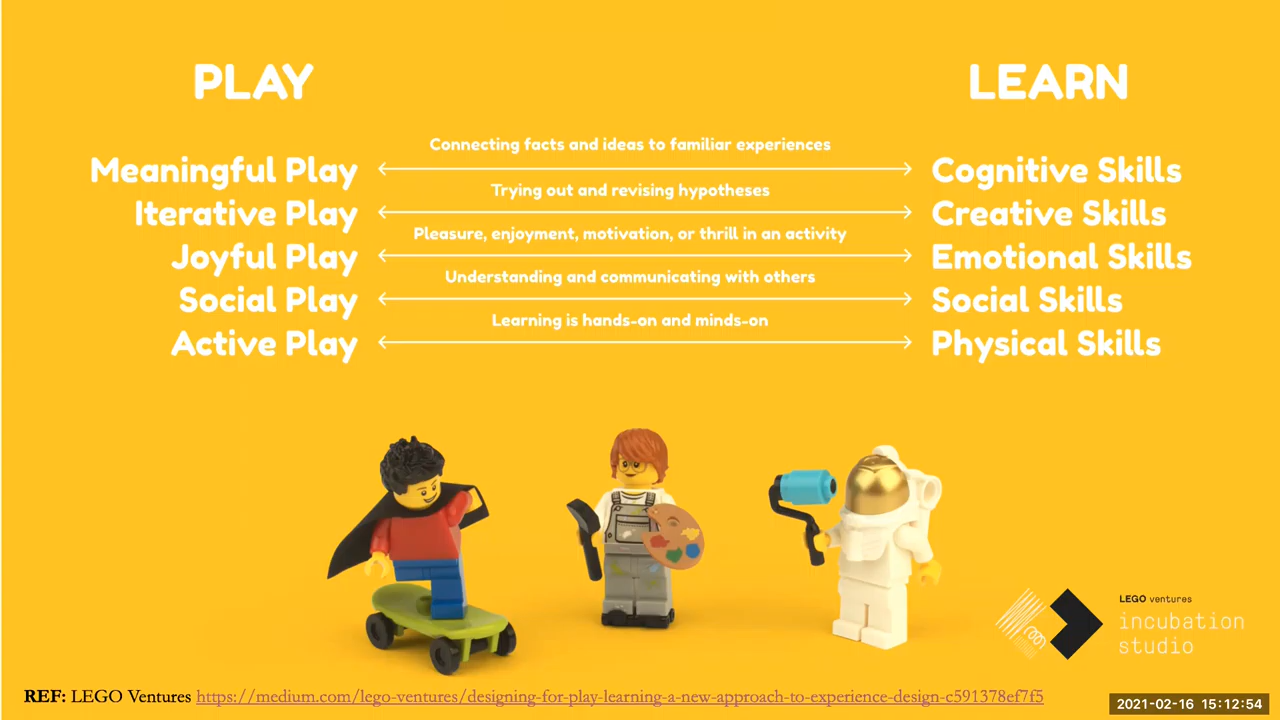 PLAY
LEARN
Connecting facts and ideas to familiar experiences
Meaningful Play
Cognitive Skills
Trying out and revising hypotheses
Iterative Play
Creative Skills
Pleasure, enjoyment, motivation, or thrill in an activity
Joyful Play
Emotional Skills
Understanding and communicating with others
Social Play
Social Skills
Learning is hands-on and minds-on
Active Play
Physical Skills
LEGO ventures
incubation
studio
REF: LEGO Ventures https://medium.com/lego-ventures/designing-for-play-learning-a-new-approach-to-experience-design-c591378ef7f5
2021-02-16 15:12:54